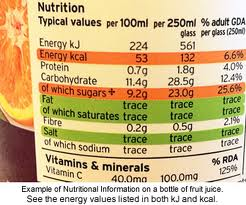 Nutrition
Typical values per 100ml per 250ml % adult GDA
glass per glass (250ml)
Energy kJ 224 561
Energy kcal 53 132 6.6%
Protein 0.7g 1.8g 4.0%
Carbohydrate 11.4g 28.5g 12.4%
of which sugars+ 9.2g 23.0g 25.6%
Fat trace trace trace
of which saturates trace trace trace
Fibre 0.2g 0.5g 2.1%
Salt trace trace trace
of which sodium trace trace trace
% RDA
Vitamins & minerals
Vitamin C 40.0mg 100.0mg 125%
Example of Nutritional Information on a bottle of fruit juice.
See the energy values listed in both kJ and kcal.